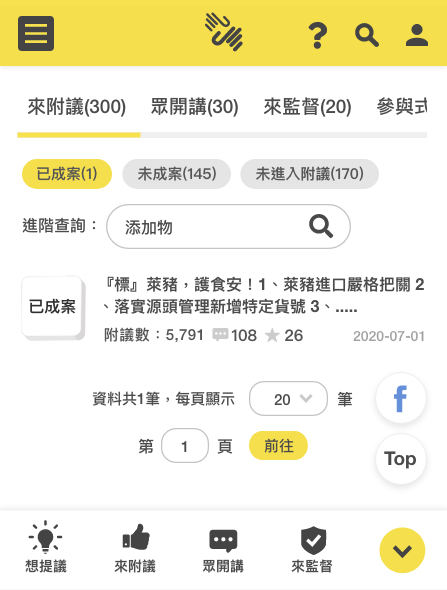 ?
來附議(300) 眾開講(30) 來監督(20) 參與式
已成案(1) 未成案(145) 未進入附議(170)
進階查詢： 添加物
已成案
『標』萊豬，護食安！1、萊豬進口嚴格把關 2
、落實源頭管理新增特定貨號 3、.....
附議數：5,791 108 26 2020-07-01
資料共1筆，每頁顯示 20 筆
第 1 頁 前往
f
Top
想提議 來附議 眾開講 來監督